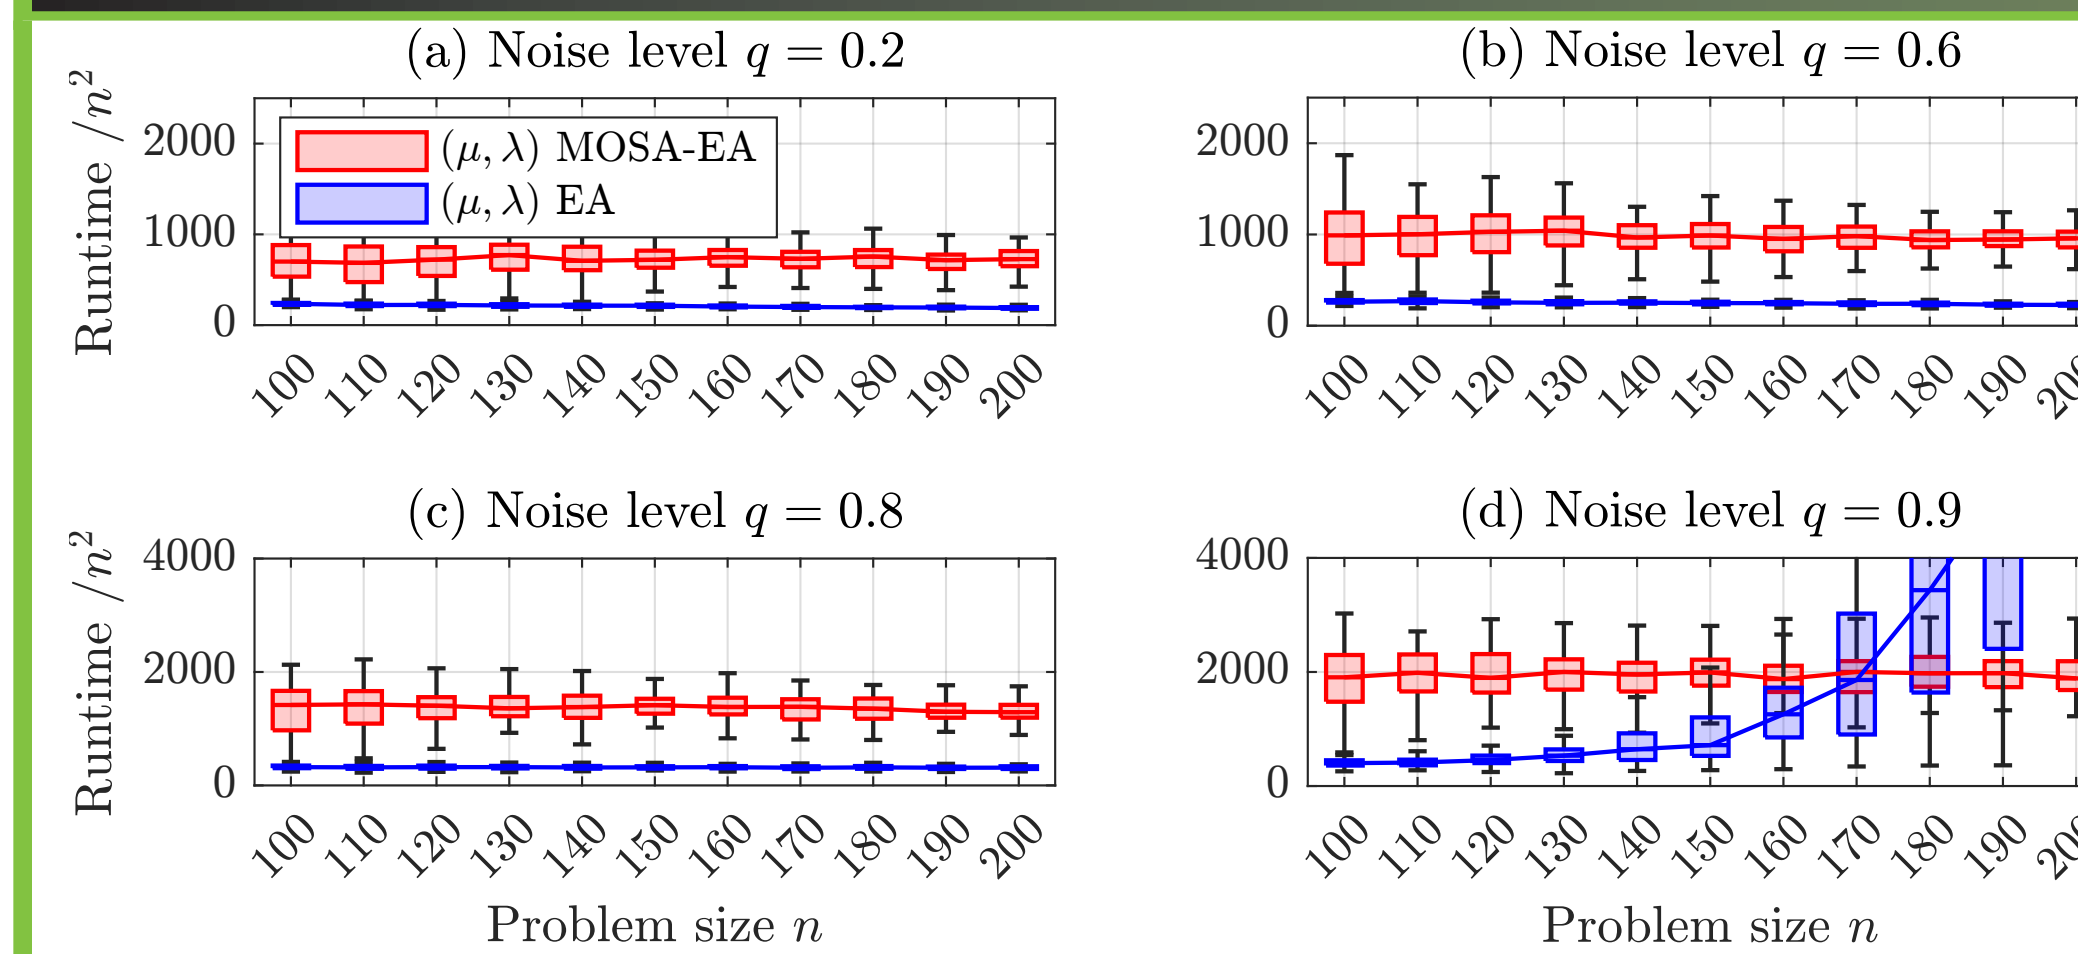 (a) Noise level q = 0.2
Runtime /n²
2000
1000
0
(μ, λ) MOSA-EA
(μ, λ) EA
100 110 120 130 140 150 160 170 180 190 200
(b) Noise level q = 0.6
2000
1000
0
100 110 120 130 140 150 160 170 180 190
(c) Noise level q = 0.8
Runtime /n²
4000
2000
0
100 110 120 130 140 150 160 170 180 190 200
Problem size n
(d) Noise level q = 0.9
4000
2000
0
100 110 120 130 140 150 160 170 180 190
Problem size n